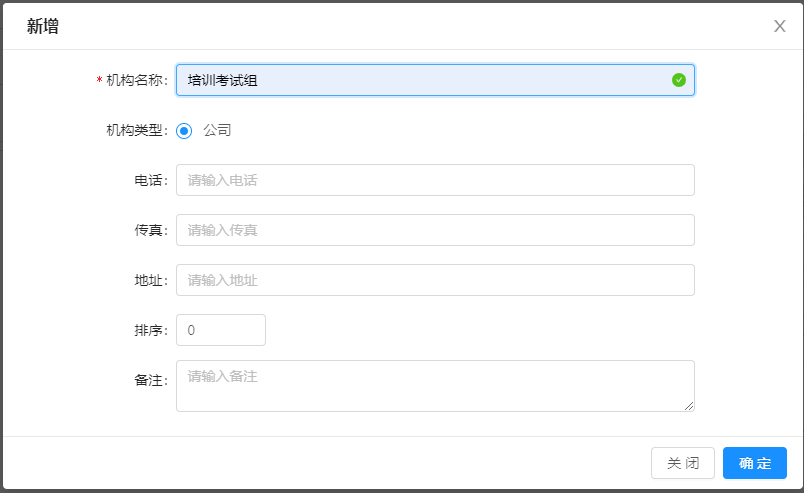 新增
* 机构名称: 培训考试组
机构类型: 公司
电话: 请输入电话
传真: 请输入传真
地址: 请输入地址
排序: 0
备注: 请输入备注
关 闭 确 定